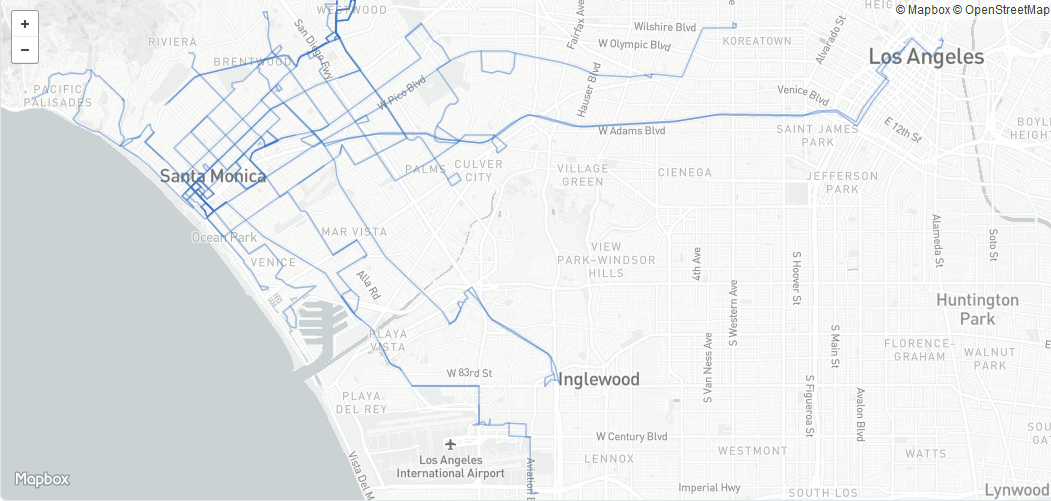 +
−
© Mapbox © OpenStreetMap
WESTWOOD
Wilshire Blvd
Fairfax Ave
Alvarado St
RIVIERA
San Diego Fwy
W Olympic Blvd
KOREATOWN
Los Angeles
BRENTWOOD
W Pico Blvd
Hauser Blvd
PACIFIC
PALISADES
Venice Blvd
W Adams Blvd
SAINT JAMES
PARK
E 12th St
Santa Monica
PALMS
CULVER
CITY
VILLAGE
GREEN
CIENEGA
JEFFERSON
PARK
Ocean Park
MAR VISTA
VENICE
Alla Rd
VIEW
PARK-WINDSOR
HILLS
4th Ave
S Western Ave
S Hoover St
Alameda St
Soto St
Huntington
Park
PLAYA
VISTA
S Van Ness Ave
S Main St
FLORENCE-
GRAHAM
WALNUT
PARK
W 83rd St
Inglewood
PLAYA
DEL REY
S Figueroa St
Avalon Blvd
W Century Blvd
WESTMONT
WATTS
Los Angeles
International Airport
LENNOX
Vista Del M
Aviation
Imperial Hwy
SOUTH LOS
Lynwood
Mapbox